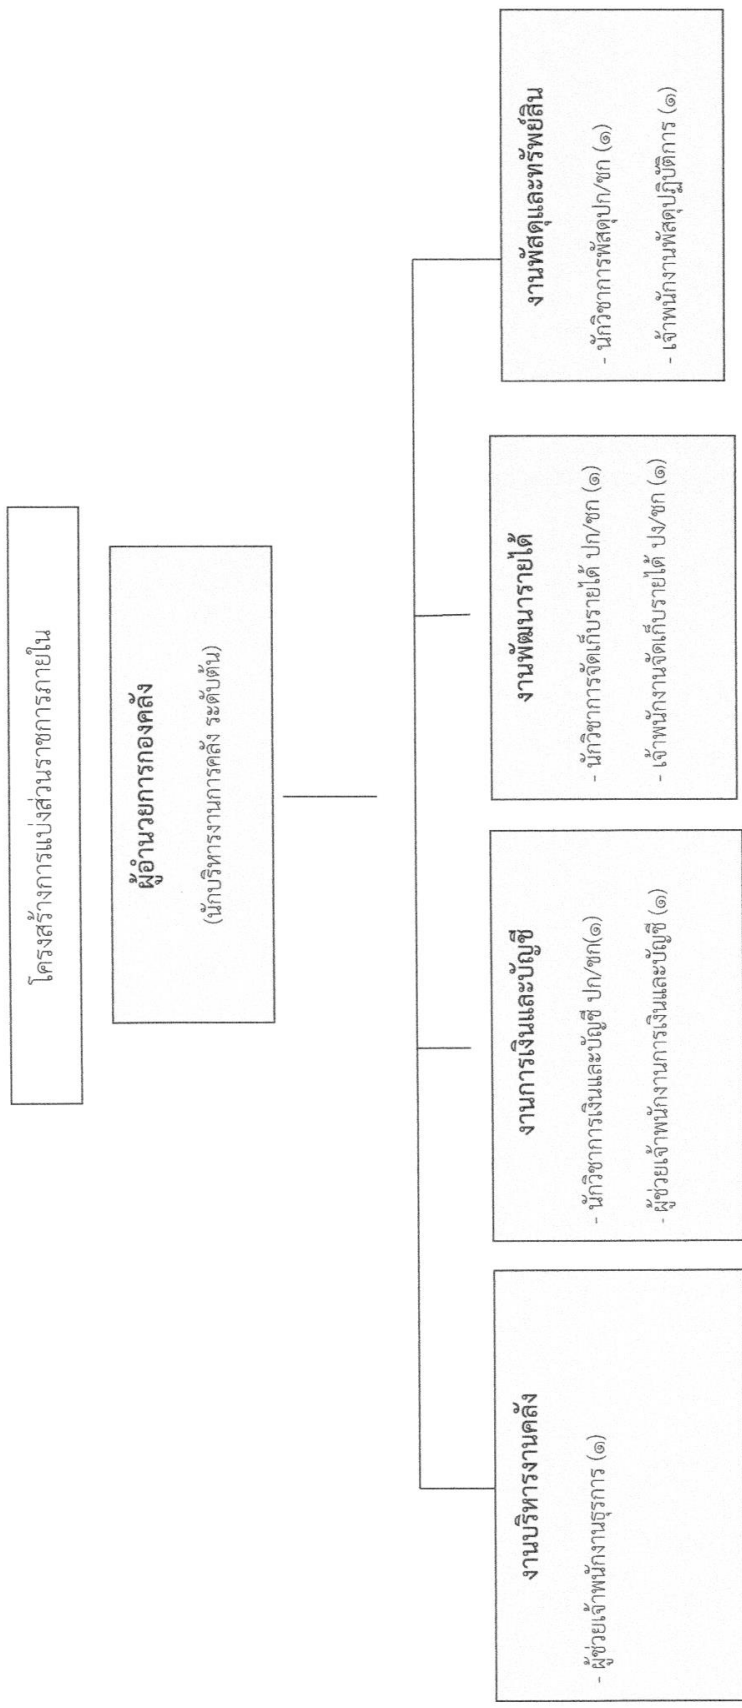 โครงสร้างการแบ่งส่วนราชการภายใน
ผู้อำนวยการกองคลัง
(นักบริหารงานการคลัง ระดับต้น)
งานบริหารงานคลัง
- ผู้ช่วยเจ้าพนักงานธุรการ (๑)
งานการเงินและบัญชี
- นักวิชาการเงินและบัญชี ปก/ชก(๑)
- ผู้ช่วยเจ้าพนักงานการเงินและบัญชี (๑)
งานพัฒนารายได้
- นักวิชาการจัดเก็บรายได้ ปก/ชก (๑)
- เจ้าพนักงานจัดเก็บรายได้ ปง/ชก (๑)
งานพัสดุและทรัพย์สิน
- นักวิชาการพัสดุปก/ชก (๑)
- เจ้าพนักงานพัสดุปฏิบัติการ (๑)